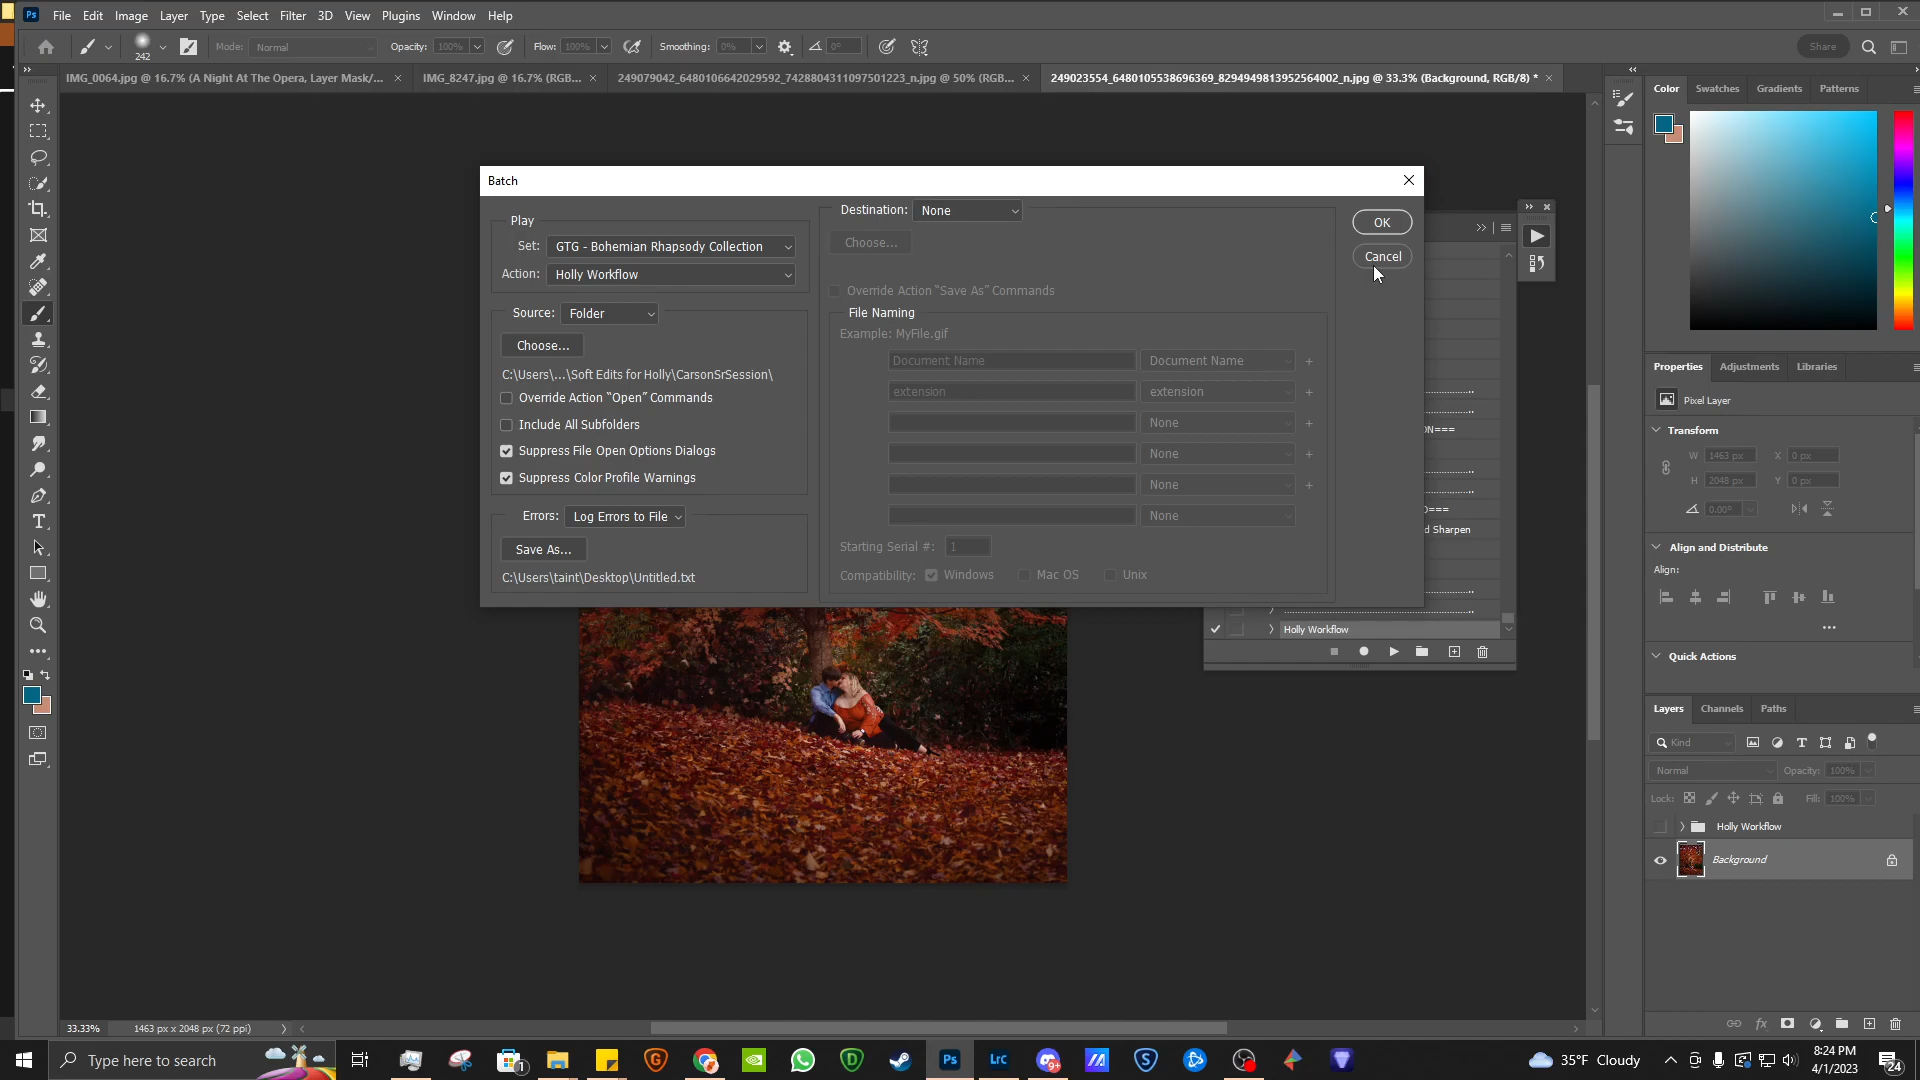 File Edit Image Layer Type Select Filter 3D View Plugins Window Help
242 Mode: Normal Opacity: 100% Flow: 100% Smoothing: 0% 0° Share
IMG_0064.jpg @ 16.7% (A Night At The Opera, Layer Mask/... × IMG_8247.jpg @ 16.7% (RGB... × 249079042_6480106642029592_7428804311097501223_n.jpg @ 50% (RGB... × 249023554_6480105538696369_8294949813952564002_n.jpg @ 33.3% (Background, RGB/8) * ×
Color Swatches Gradients Patterns
Batch
Play
Set: GTG - Bohemian Rhapsody Collection
Action: Holly Workflow
Source: Folder
Choose...
C:\Users\...\Soft Edits for Holly\CarsonSrSession\
Override Action "Open" Commands
Include All Subfolders
Suppress File Open Options Dialogs
Suppress Color Profile Warnings
Errors: Log Errors to File
Save As...
C:\Users\taint\Desktop\Untitled.txt
Destination: None
Choose...
Override Action "Save As" Commands
File Naming
Example: MyFile.gif
Document Name Document Name +
extension extension +
None +
None +
None +
None
Starting Serial #: 1
Compatibility: Windows Mac OS Unix
OK
Cancel
ON===
===
d Sharpen
Holly Workflow
Properties Adjustments Libraries
Pixel Layer
Transform
W 1463 px X 0 px
H 2048 px Y 0 px
0.00°
Align and Distribute
Align:
Quick Actions
Layers Channels Paths
Kind
Normal Opacity: 100%
Lock: Fill: 100%
Holly Workflow
Background
33.33% 1463 px x 2048 px (72 ppi)
Type here to search
Ps Lrc 9+ 35°F Cloudy
8:24 PM
4/1/2023
24